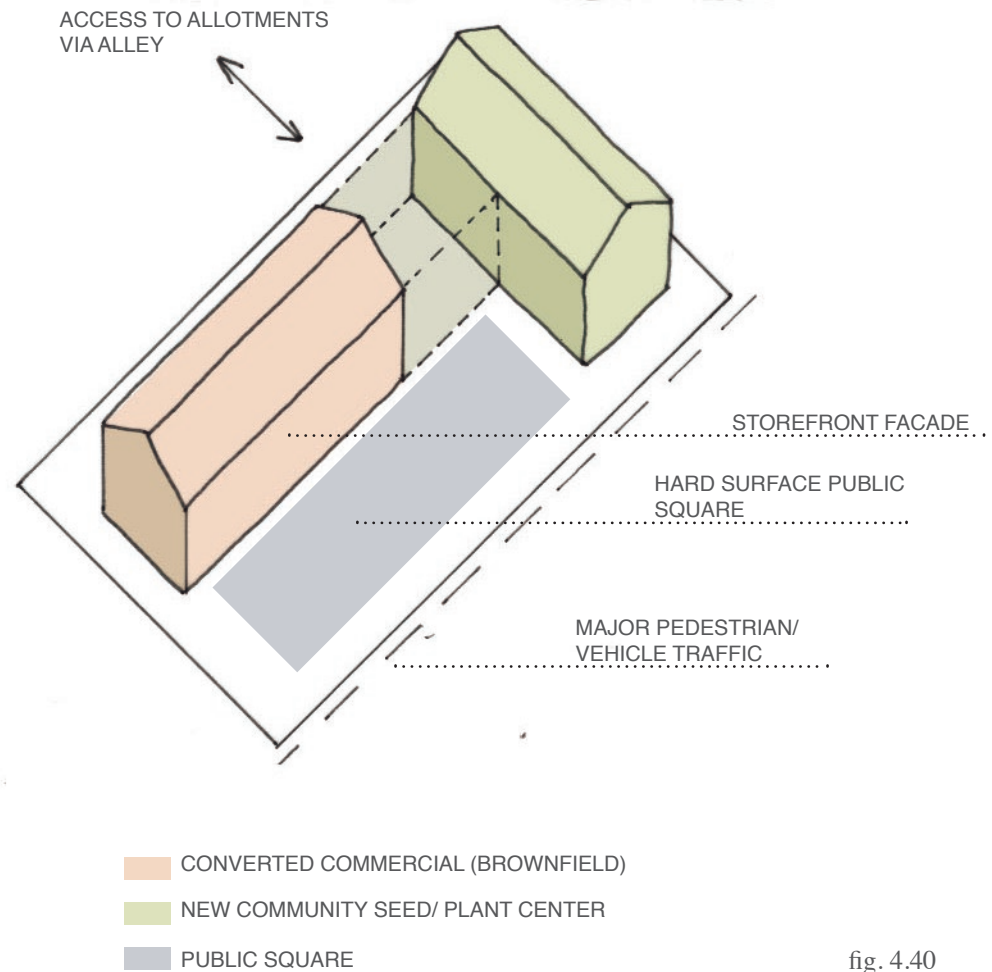 ACCESS TO ALLOTMENTS
VIA ALLEY
STOREFRONT FACADE
HARD SURFACE PUBLIC
SQUARE
MAJOR PEDESTRIAN/
VEHICLE TRAFFIC
CONVERTED COMMERCIAL (BROWNFIELD)
NEW COMMUNITY SEED/ PLANT CENTER
PUBLIC SQUARE
fig. 4.40